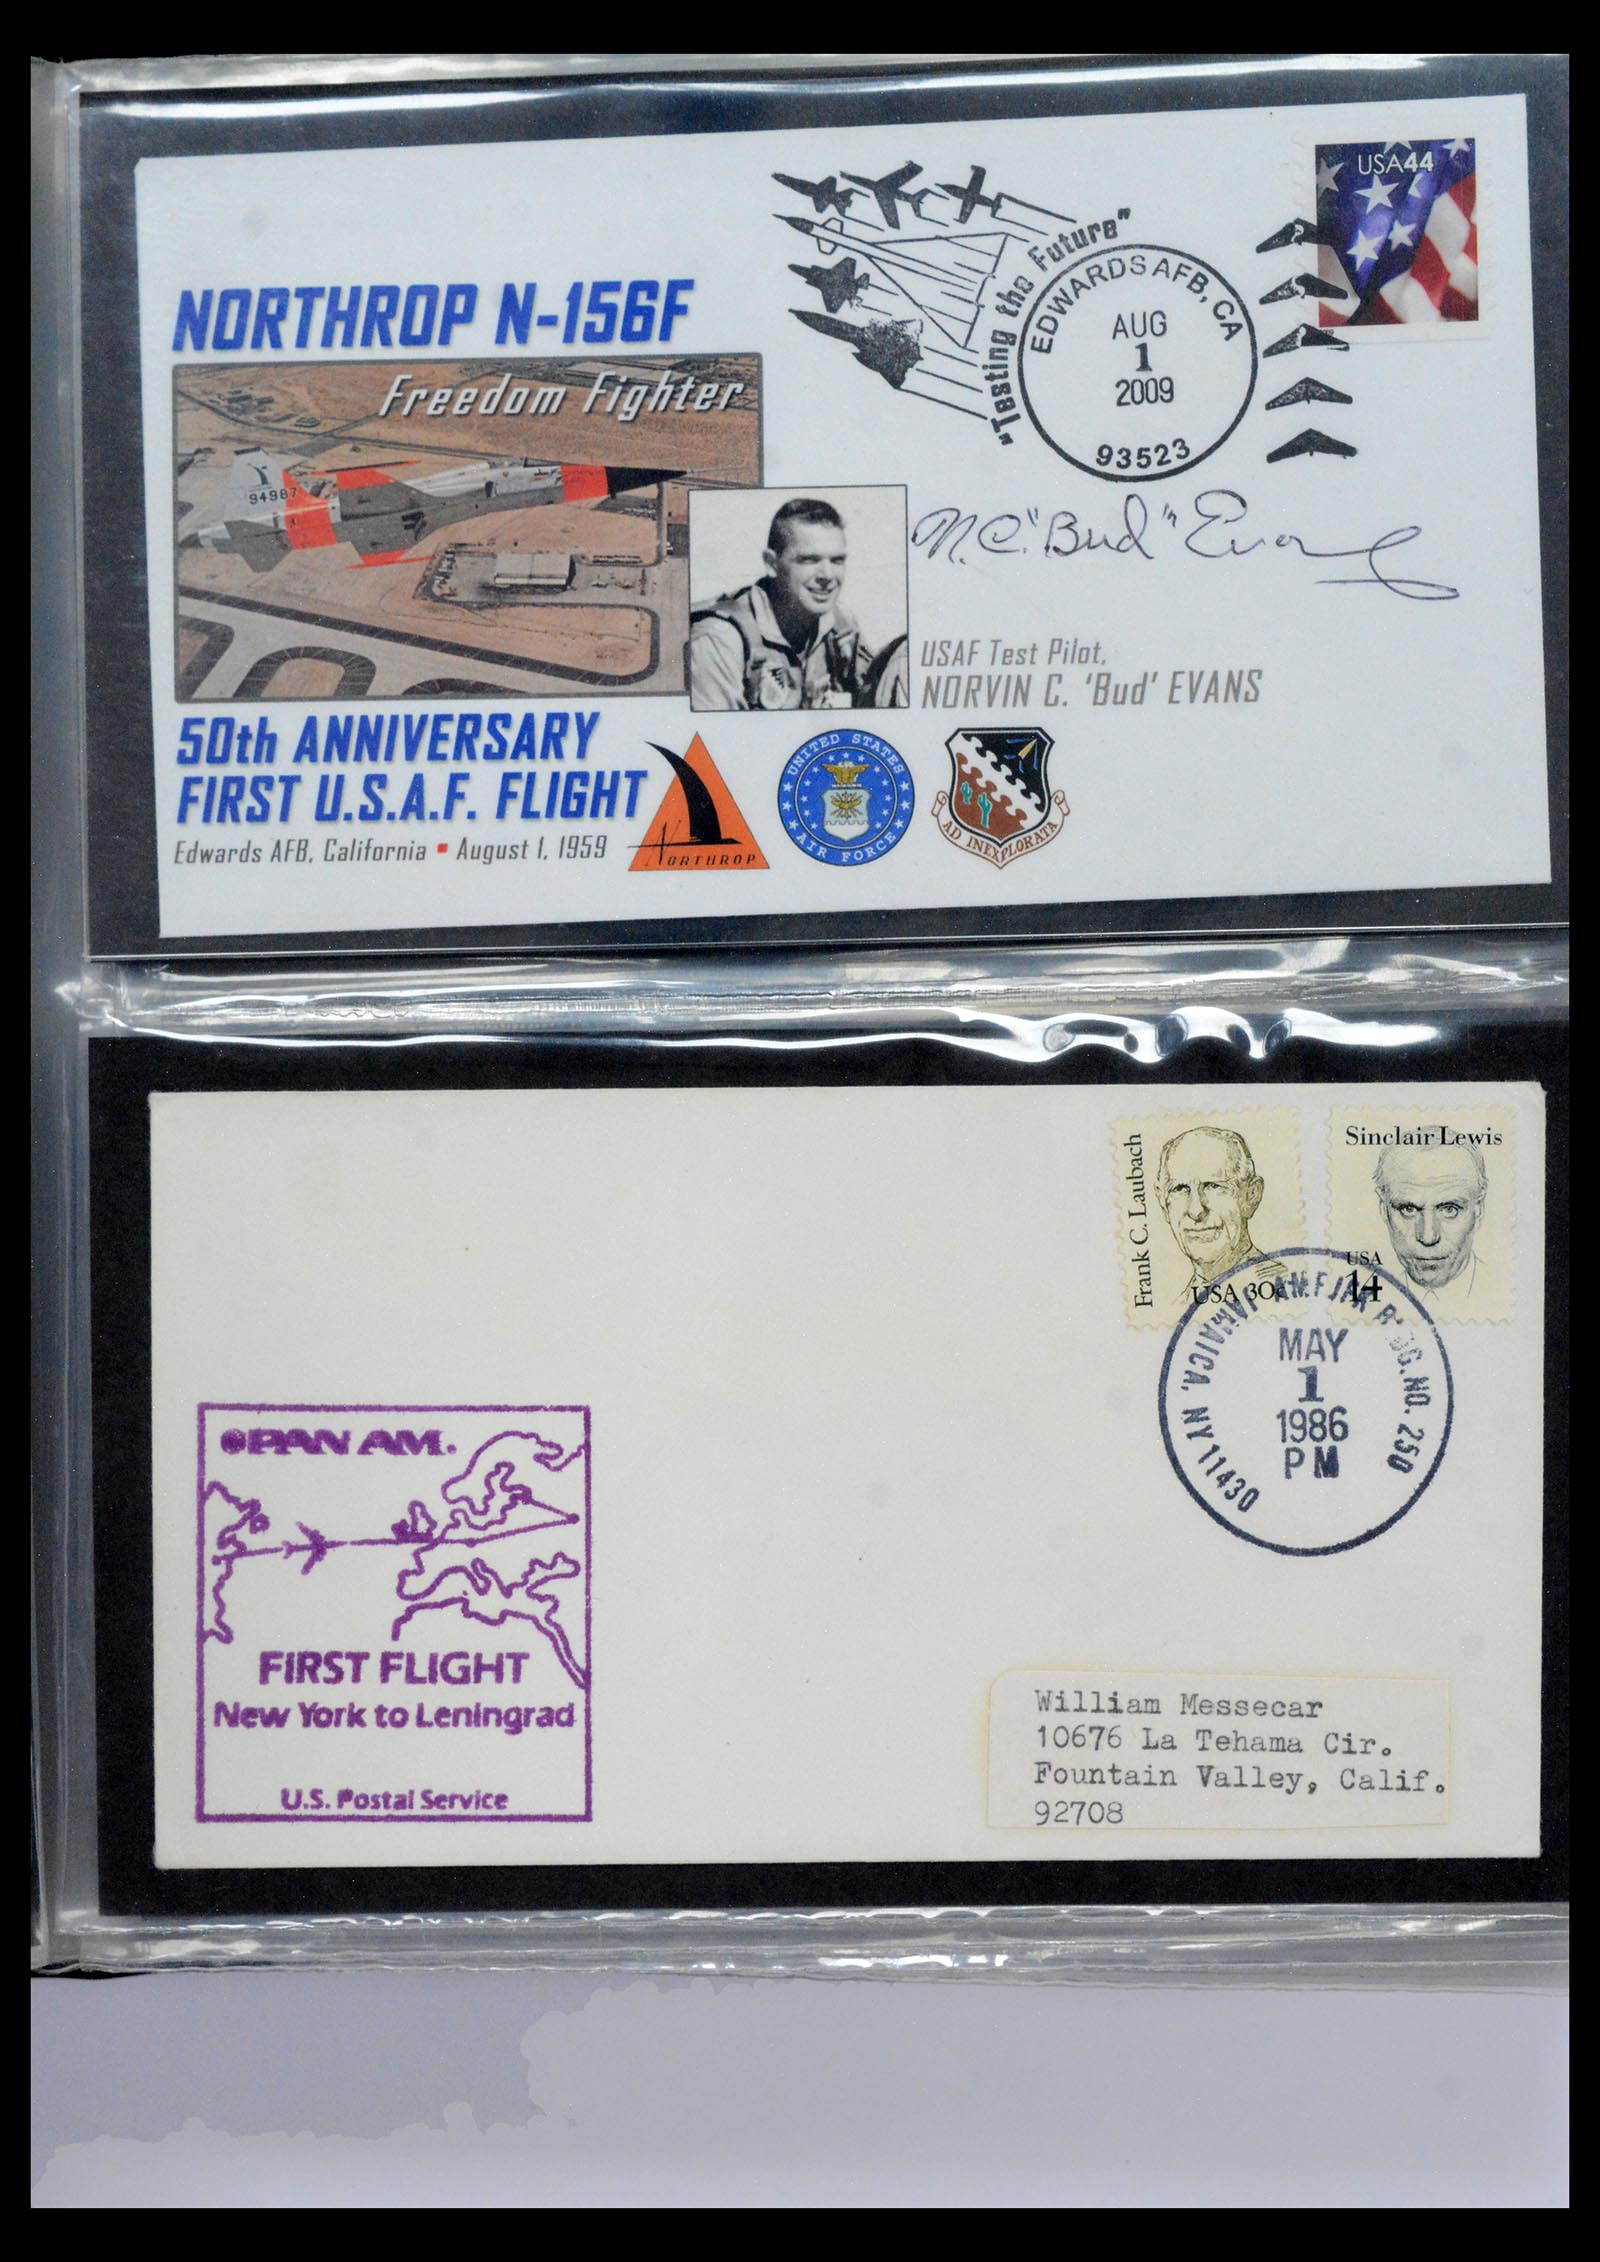 NORTHROP N-156F
Freedom Fighter
94987
"Testing the Future"
EDWARDS AFB, CA
AUG
1
2009
93523
USA44
N.C. "Bud" Evans
USAF Test Pilot,
NORVIN C. 'Bud' EVANS
50th ANNIVERSARY
FIRST U.S.A.F. FLIGHT
Edwards AFB, California ▪ August 1, 1959
NORTHROP
UNITED STATES
AIR FORCE
AD INEXPLORATA
Frank C. Laubach
USA 30c
Sinclair Lewis
USA
14
JAMAICA, NY 11430
A.M.F. JFK BLDG. NO. 250
MAY
1
1986
PM
PAN AM.
FIRST FLIGHT
New York to Leningrad
U.S. Postal Service
William Messecar
10676 La Tehama Cir.
Fountain Valley, Calif.
92708